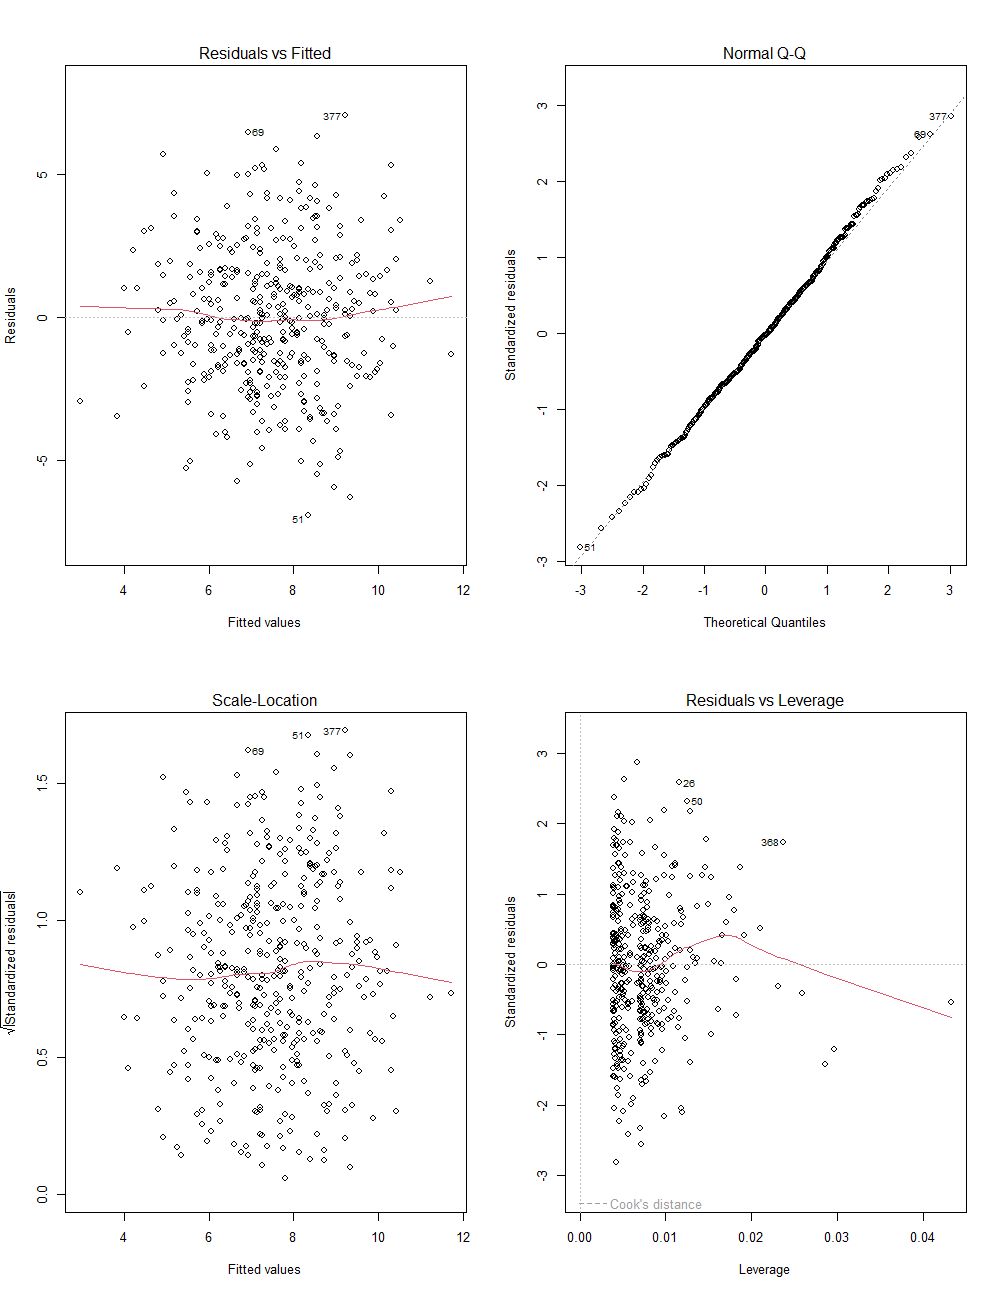 Residuals vs Fitted
377
69
51
5
0
-5
Residuals
4 6 8 10 12
Fitted values
Normal Q-Q
377
69
51
3
2
1
0
-1
-2
-3
Standardized residuals
-3 -2 -1 0 1 2 3
Theoretical Quantiles
Scale-Location
377
51
69
1.5
1.0
0.5
0.0
√|Standardized residuals|
4 6 8 10 12
Fitted values
Residuals vs Leverage
26
50
368
3
2
1
0
-1
-2
-3
Standardized residuals
Cook's distance
0.00 0.01 0.02 0.03 0.04
Leverage